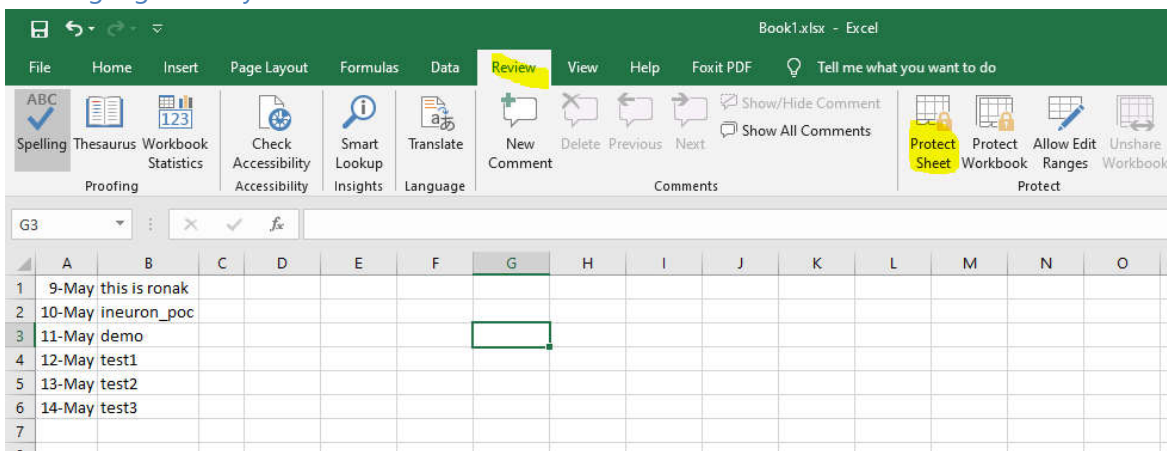 Book1.xlsx - Excel
File Home Insert Page Layout Formulas Data Review View Help Foxit PDF Tell me what you want to do
ABC
Spelling Thesaurus Workbook Statistics Check Accessibility Smart Lookup Translate New Comment Delete Previous Next Show/Hide Comment
Show All Comments
Protect Sheet Protect Workbook Allow Edit Ranges Unshare Workbook
Proofing Accessibility Insights Language Comments Protect
G3 fx
A B C D E F G H I J K L M N O
1 9-May this is ronak
2 10-May ineuron_poc
3 11-May demo
4 12-May test1
5 13-May test2
6 14-May test3
7